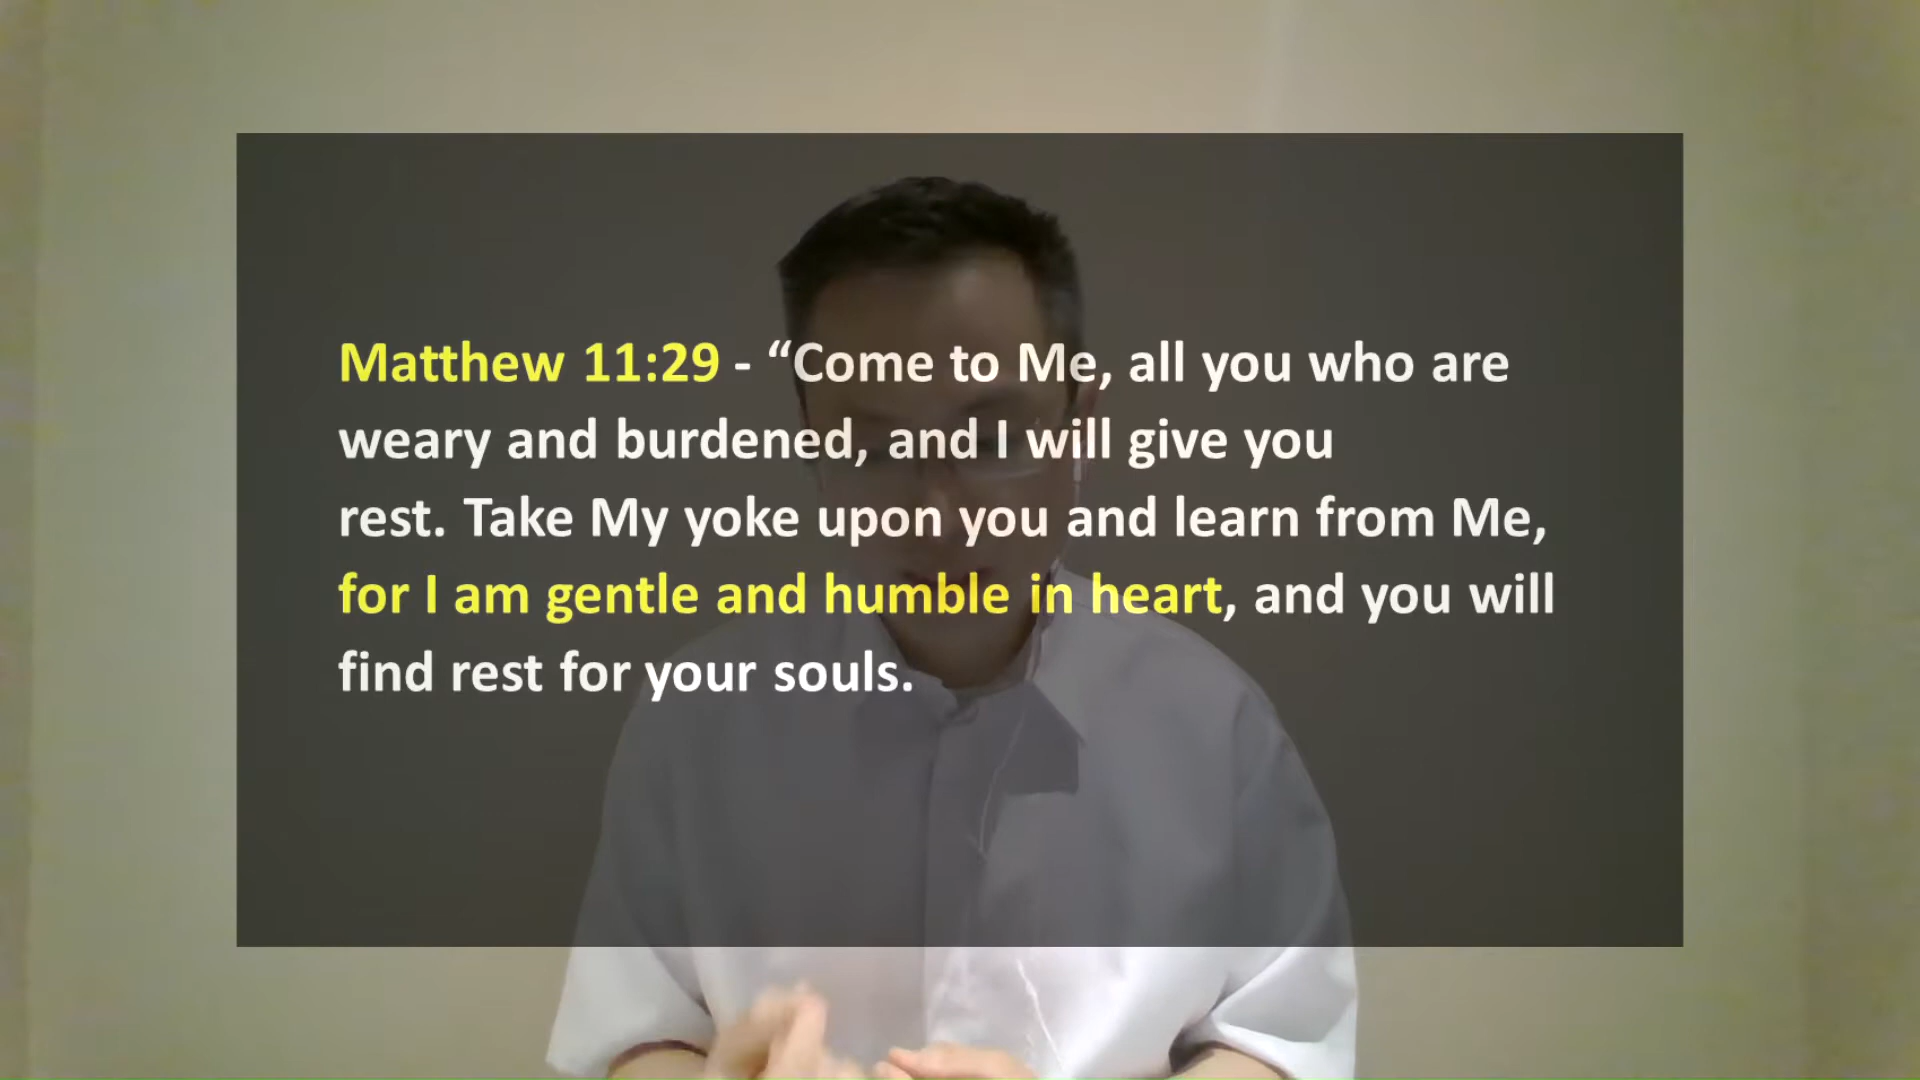 Matthew 11:29 - “Come to Me, all you who are
weary and burdened, and I will give you
rest. Take My yoke upon you and learn from Me,
for I am gentle and humble in heart, and you will
find rest for your souls.